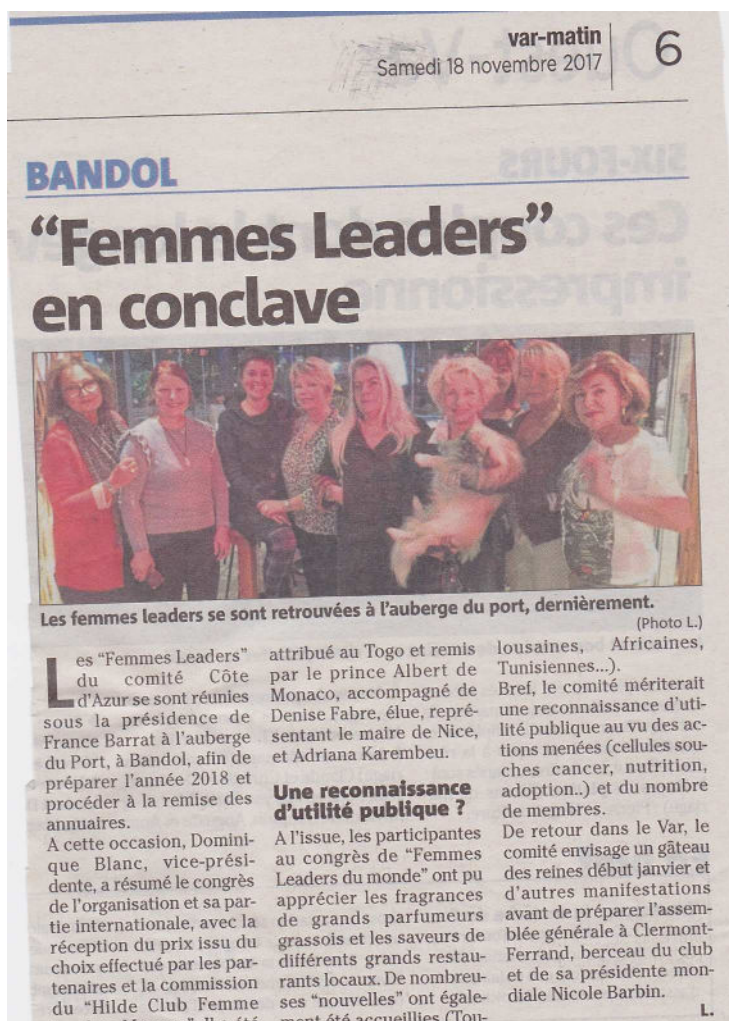 var-matin
Samedi 18 novembre 2017
6
BANDOL
“Femmes Leaders”
en conclave
Les femmes leaders se sont retrouvées à l’auberge du port, dernièrement.
(Photo L.)
Les “Femmes Leaders”
du comité Côte
d’Azur se sont réunies
sous la présidence de
France Barrat à l’auberge
du Port, à Bandol, afin de
préparer l’année 2018 et
procéder à la remise des
annuaires.
A cette occasion, Domini-
que Blanc, vice-prési-
dente, a résumé le congrès
de l’organisation et sa par-
tie internationale, avec la
réception du prix issu du
choix effectué par les par-
tenaires et la commission
du “Hilde Club Femme
attribué au Togo et remis
par le prince Albert de
Monaco, accompagné de
Denise Fabre, élue, repré-
sentant le maire de Nice,
et Adriana Karembeu.
Une reconnaissance
d’utilité publique ?
A l’issue, les participantes
au congrès de “Femmes
Leaders du monde” ont pu
apprécier les fragrances
de grands parfumeurs
grassois et les saveurs de
différents grands restau-
rants locaux. De nombreu-
ses “nouvelles” ont égale-
ment été accueillies (Tou-
lousaines, Africaines,
Tunisiennes...).
Bref, le comité mériterait
une reconnaissance d’uti-
lité publique au vu des ac-
tions menées (cellules sou-
ches cancer, nutrition,
adoption..) et du nombre
de membres.
De retour dans le Var, le
comité envisage un gâteau
des reines début janvier et
d’autres manifestations
avant de préparer l’assem-
blée générale à Clermont-
Ferrand, berceau du club
et de sa présidente mon-
diale Nicole Barbin.
L.